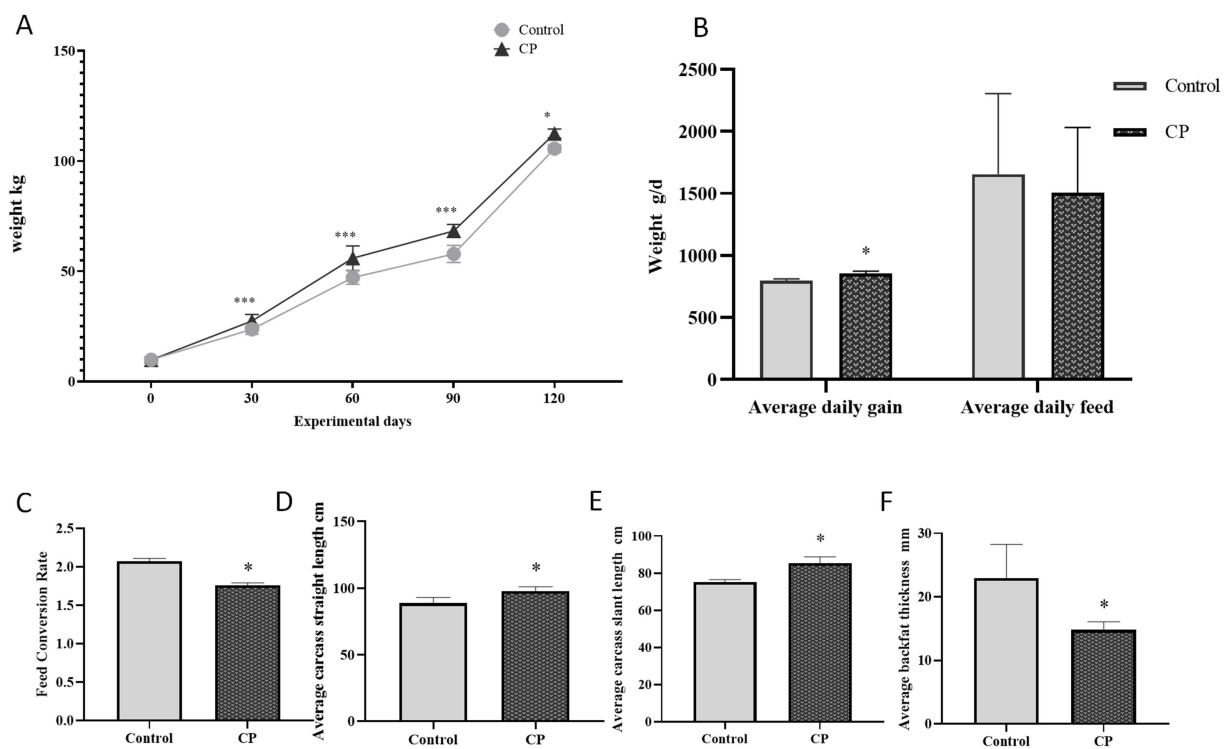 A
Control
CP
weight kg
150
100
50
0
***
***
***
*
0 30 60 90 120
Experimental days
B
Control
CP
Weight g/d
2500
2000
1500
1000
500
0
*
Average daily gain Average daily feed
C
Feed Conversion Rate
2.5
2.0
1.5
1.0
0.5
0.0
*
Control CP
D
Average carcass straight length cm
150
100
50
0
*
Control CP
E
Average carcass slant length cm
100
80
60
40
20
0
*
Control CP
F
Average backfat thickness mm
30
20
10
0
*
Control CP